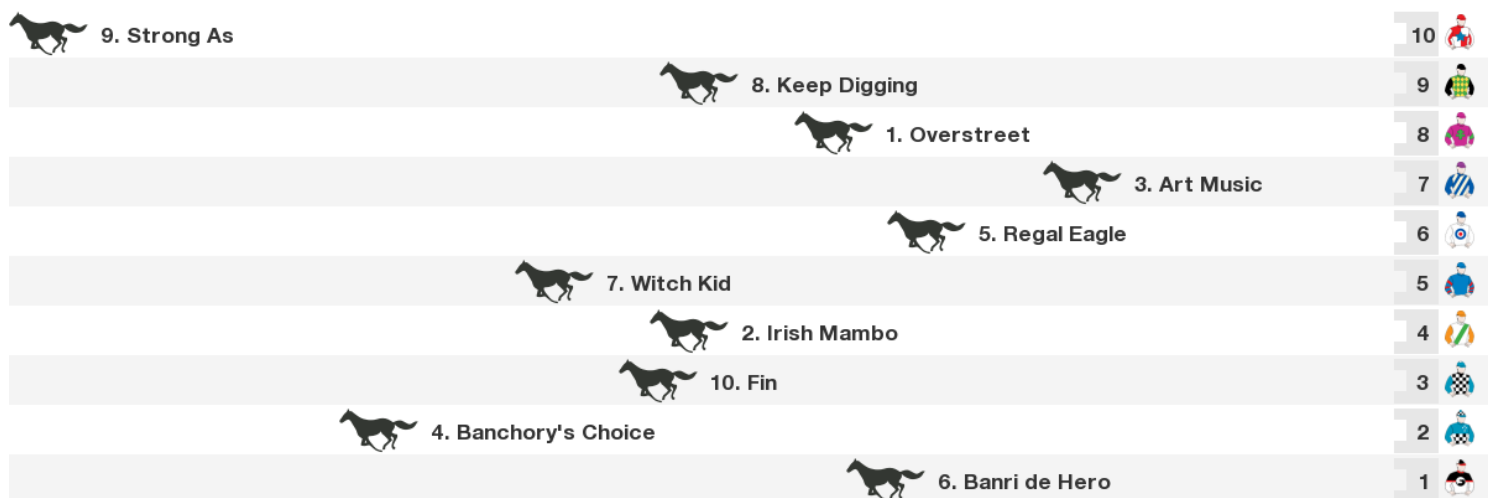 9. Strong As 10
8. Keep Digging 9
1. Overstreet 8
3. Art Music 7
5. Regal Eagle 6
7. Witch Kid 5
2. Irish Mambo 4
10. Fin 3
4. Banchory's Choice 2
6. Banri de Hero 1